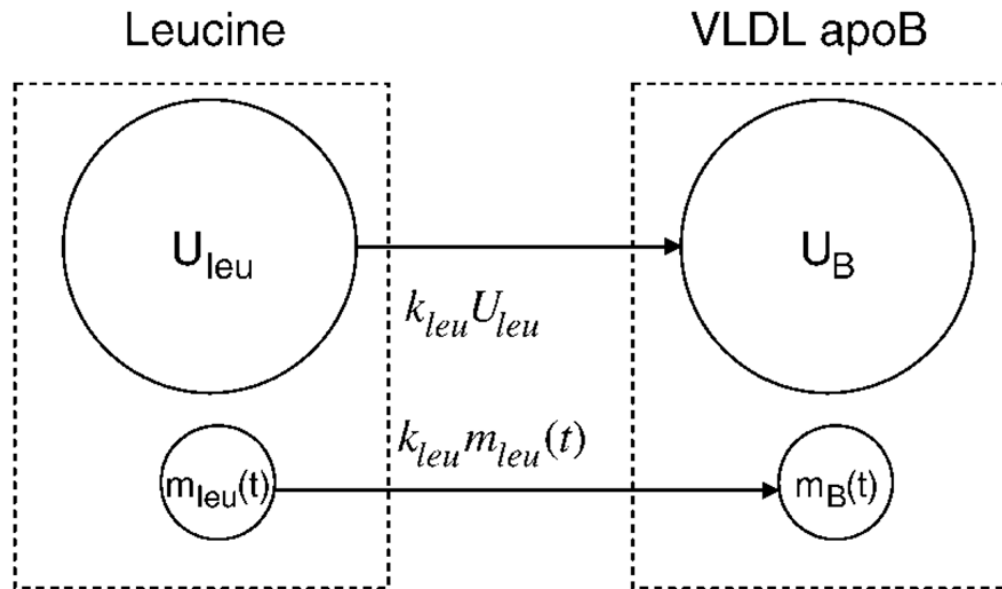 Leucine
VLDL apoB
U_leu
U_B
k_leu U_leu
k_leu m_leu(t)
m_leu(t)
m_B(t)